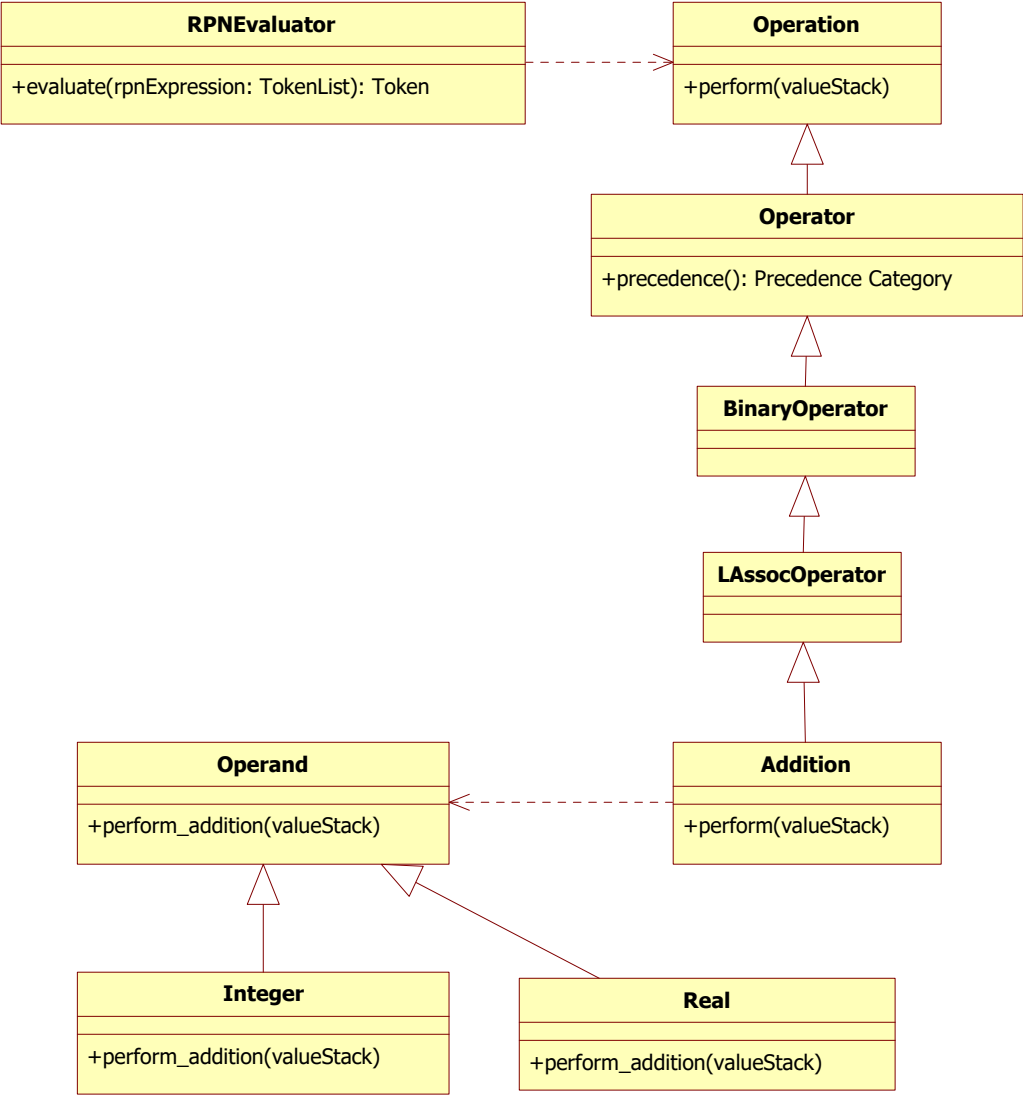 RPNEvaluator
+evaluate(rpnExpression: TokenList): Token
Operation
+perform(valueStack)
Operator
+precedence(): Precedence Category
BinaryOperator
LAssocOperator
Operand
+perform_addition(valueStack)
Addition
+perform(valueStack)
Integer
+perform_addition(valueStack)
Real
+perform_addition(valueStack)